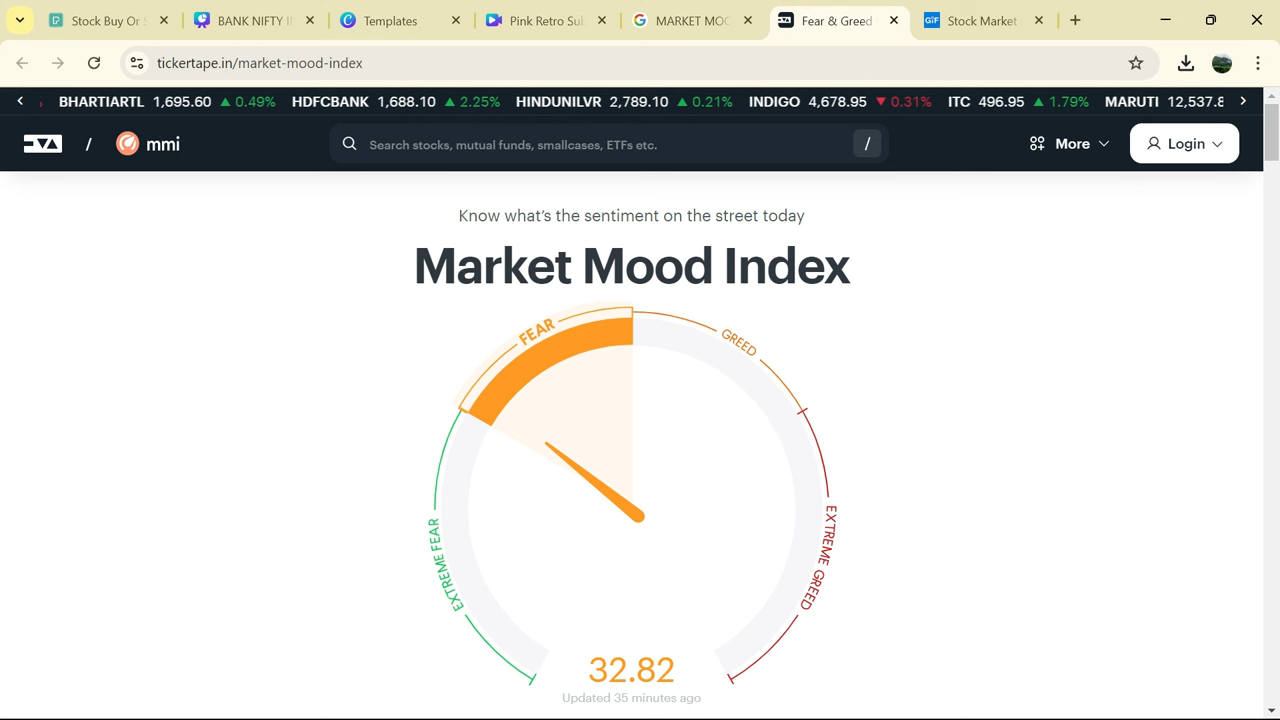 Stock Buy Or S
BANK NIFTY I
Templates
Pink Retro Su
MARKET MOO
Fea & Greed
GIF
Stock Market
tickertape.in/market-mood-index
BHARTIARTL 1,695.60 ▲ 0.49% HDFCBANK 1,688.10 ▲ 2.25% HINDUNILVR 2,789.10 ▲ 0.21% INDIGO 4,678.95 ▼ 0.31% ITC 496.95 ▲ 1.79% MARUTI 12,537.8
/ mmi
Search stocks, mutual funds, smallcases, ETFs etc.
/
More
Login
Know what's the sentiment on the street today
Market Mood Index
FEAR
GREED
EXTREME FEAR
EXTREME GREED
32.82
Updated 35 minutes ago